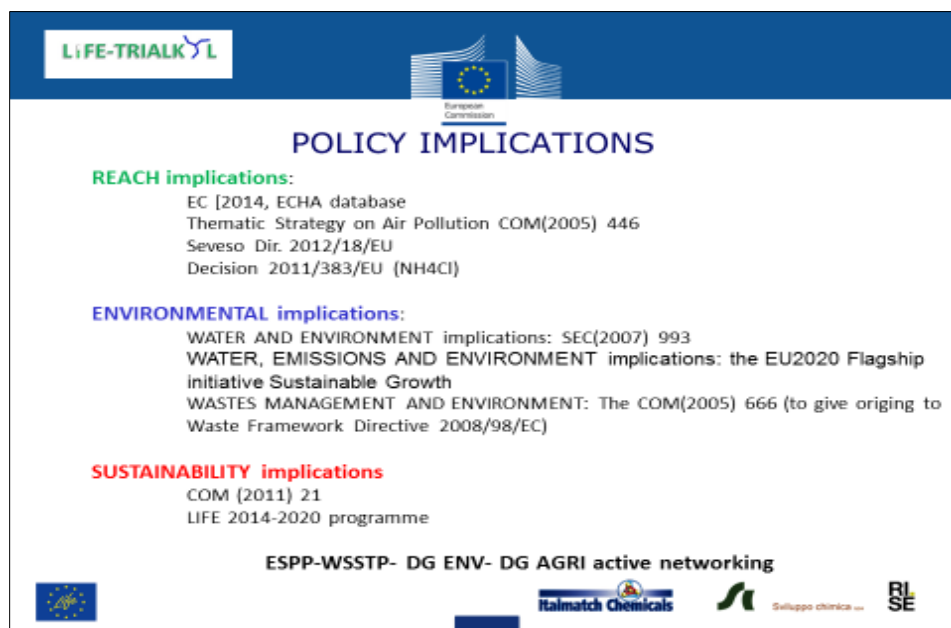 LiFE-TRIALKYL
European
Commission
POLICY IMPLICATIONS
REACH implications:
EC [2014, ECHA database
Thematic Strategy on Air Pollution COM(2005) 446
Seveso Dir. 2012/18/EU
Decision 2011/383/EU (NH4Cl)
ENVIRONMENTAL implications:
WATER AND ENVIRONMENT implications: SEC(2007) 993
WATER, EMISSIONS AND ENVIRONMENT implications: the EU2020 Flagship
initiative Sustainable Growth
WASTES MANAGEMENT AND ENVIRONMENT: The COM(2005) 666 (to give origing to
Waste Framework Directive 2008/98/EC)
SUSTAINABILITY implications
COM (2011) 21
LIFE 2014-2020 programme
ESPP-WSSTP- DG ENV- DG AGRI active networking
Life
Italmatch Chemicals
Sviluppo chimica
RI.
SE